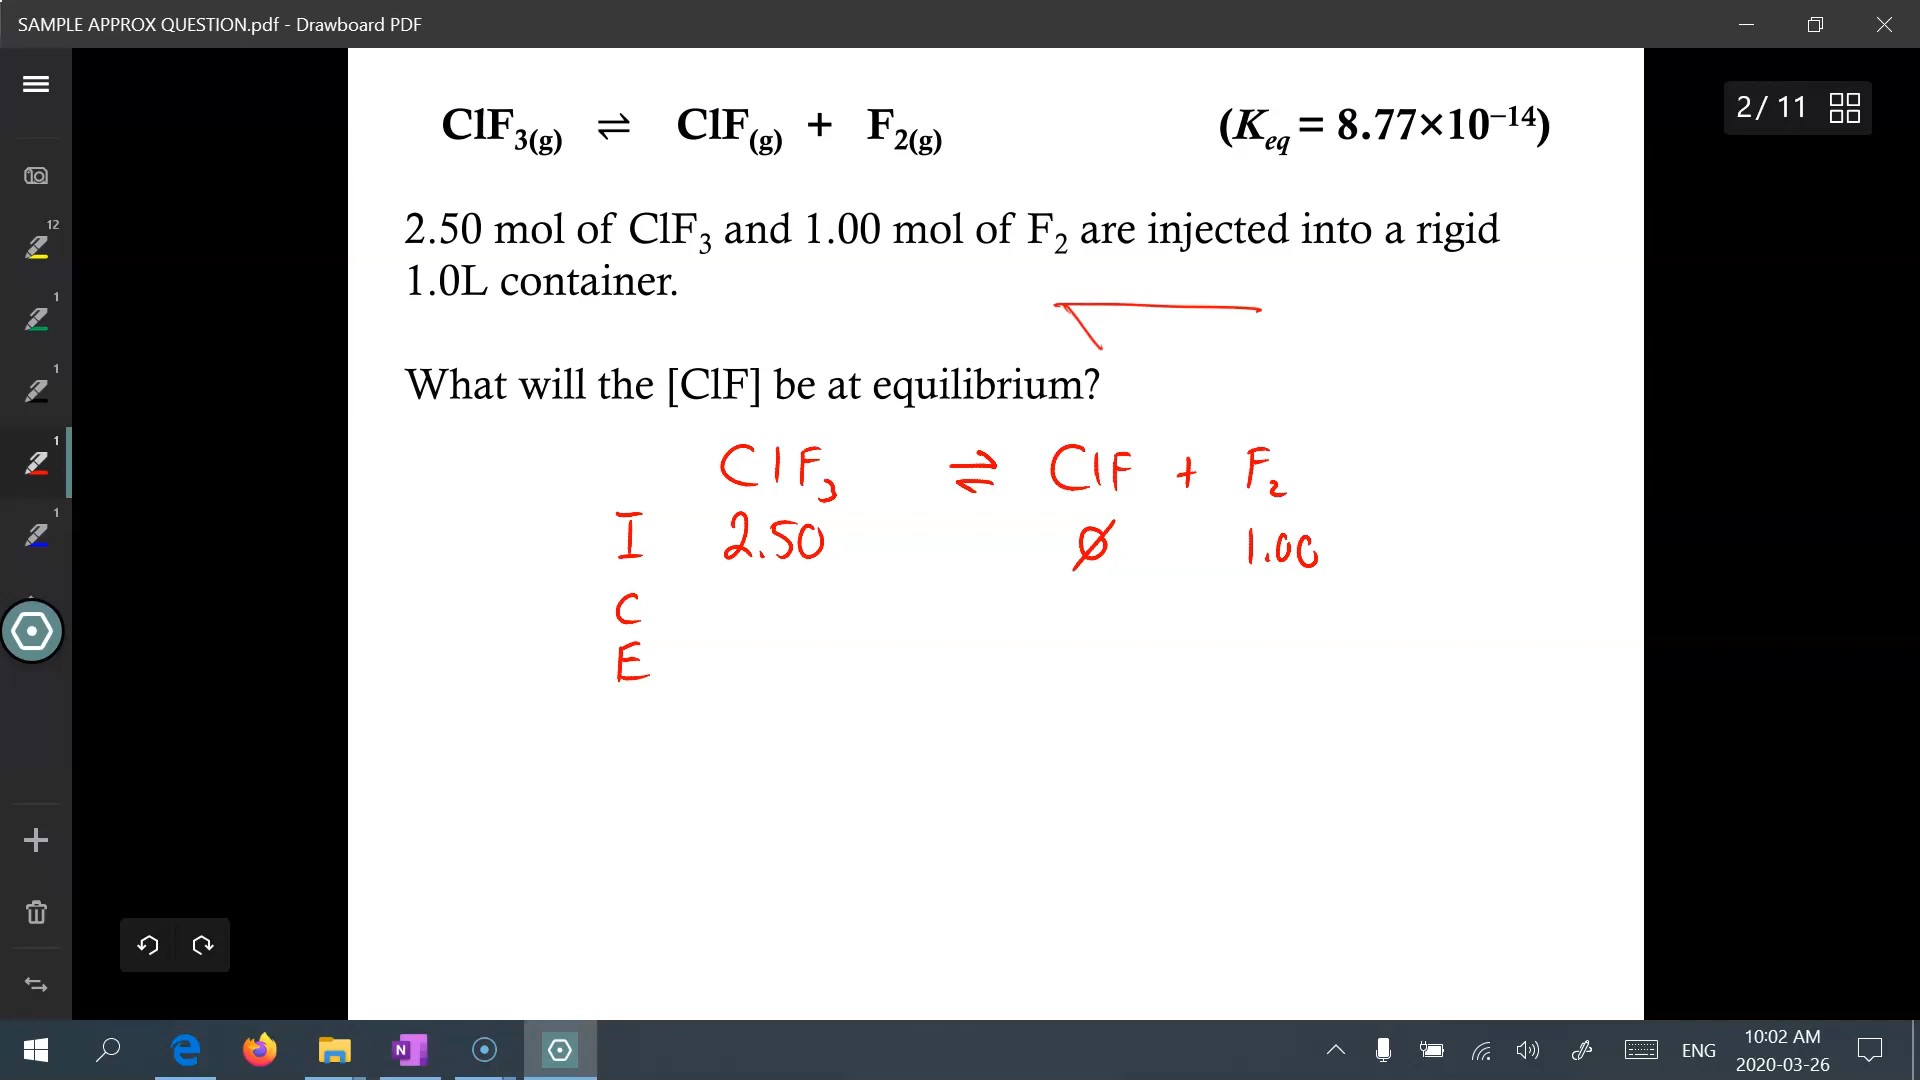 SAMPLE APPROX QUESTION.pdf - Drawboard PDF
2 / 11
ClF₃(g) ⇌ ClF(g) + F₂(g) (Keq = 8.77×10⁻¹⁴)
2.50 mol of ClF₃ and 1.00 mol of F₂ are injected into a rigid
1.0L container.
What will the [ClF] be at equilibrium?
ClF₃ ⇌ ClF + F₂
I 2.50 Ø 1.00
C
E
12
1
1
1
1
N
ENG
10:02 AM
2020-03-26